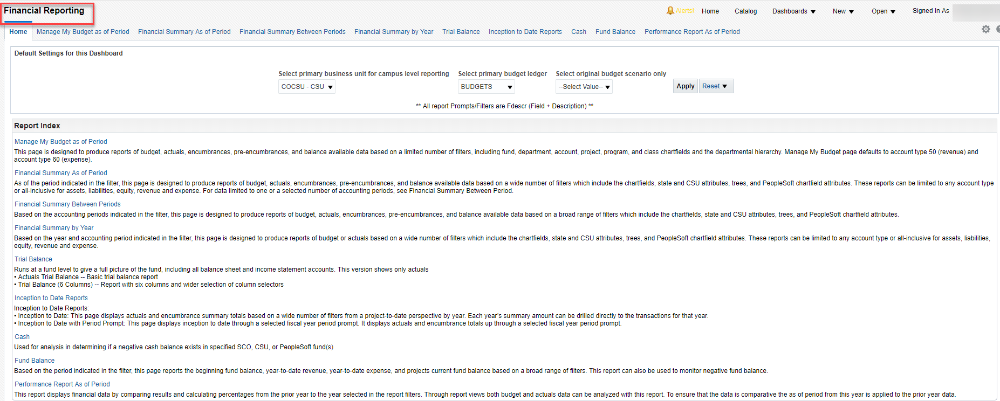 Financial Reporting
Alerts! Home Catalog Dashboards New Open Signed In As
Home Manage My Budget as of Period Financial Summary As of Period Financial Summary Between Periods Financial Summary by Year Trial Balance Inception to Date Reports Cash Fund Balance Performance Report As of Period
Default Settings for this Dashboard
Select primary business unit for campus level reporting Select primary budget ledger Select original budget scenario only
COCSU - CSU BUDGETS --Select Value-- Apply Reset
** All report Prompts/Filters are Fdescr (Field + Description) **
Report Index
Manage My Budget as of Period
This page is designed to produce reports of budget, actuals, encumbrances, pre-encumbrances, and balance available data based on a limited number of filters, including fund, department, account, project, program, and class chartfields and the departmental hierarchy. Manage My Budget page defaults to account type 50 (revenue) and
account type 60 (expense).
Financial Summary As of Period
As of the period indicated in the filter, this page is designed to produce reports of budget, actuals, encumbrances, pre-encumbrances, and balance available data based on a wide number of filters which include the chartfields, state and CSU attributes, trees, and PeopleSoft chartfield attributes. These reports can be limited to any account type
or all-inclusive for assets, liabilities, equity, revenue and expense. For data limited to one or a selected number of accounting periods, see Financial Summary Between Period.
Financial Summary Between Periods
Based on the accounting periods indicated in the filter, this page is designed to produce reports of budget, actuals, encumbrances, pre-encumbrances, and balance available data based on a broad range of filters which include the chartfields, state and CSU attributes, trees, and PeopleSoft chartfield attributes.
Financial Summary by Year
Based on the year and accounting period indicated in the filter, this page is designed to produce reports of budget or actuals based on a wide number of filters which include the chartfields, state and CSU attributes, trees, and PeopleSoft chartfield attributes. These reports can be limited to any account type or all-inclusive for assets, liabilities,
equity, revenue and expense.
Trial Balance
Runs at a fund level to give a full picture of the fund, including all balance sheet and income statement accounts. This version shows only actuals
• Actuals Trial Balance -- Basic trial balance report
• Trial Balance (6 Columns) -- Report with six columns and wider selection of column selectors
Inception to Date Reports
Inception to Date Reports:
• Inception to Date: This page displays actuals and encumbrance summary totals based on a wide number of filters from a project-to-date perspective by year. Each year's summary amount can be drilled directly to the transactions for that year.
• Inception to Date with Period Prompt: This page displays inception to date through a selected fiscal year period prompt. It displays actuals and encumbrance totals up through a selected fiscal year period prompt.
Cash
Used for analysis in determining if a negative cash balance exists in specified SCO, CSU, or PeopleSoft fund(s)
Fund Balance
Based on the period indicated in the filter, this page reports the beginning fund balance, year-to-date revenue, year-to-date expense, and projects current fund balance based on a broad range of filters. This report can also be used to monitor negative fund balance.
Performance Report As of Period
This report displays financial data by comparing results and calculating percentages from the prior year to the year selected in the report filters. Through report views both budget and actuals data can be analyzed with this report. To ensure that the data is comparative the as of period from this year is applied to the prior year data.